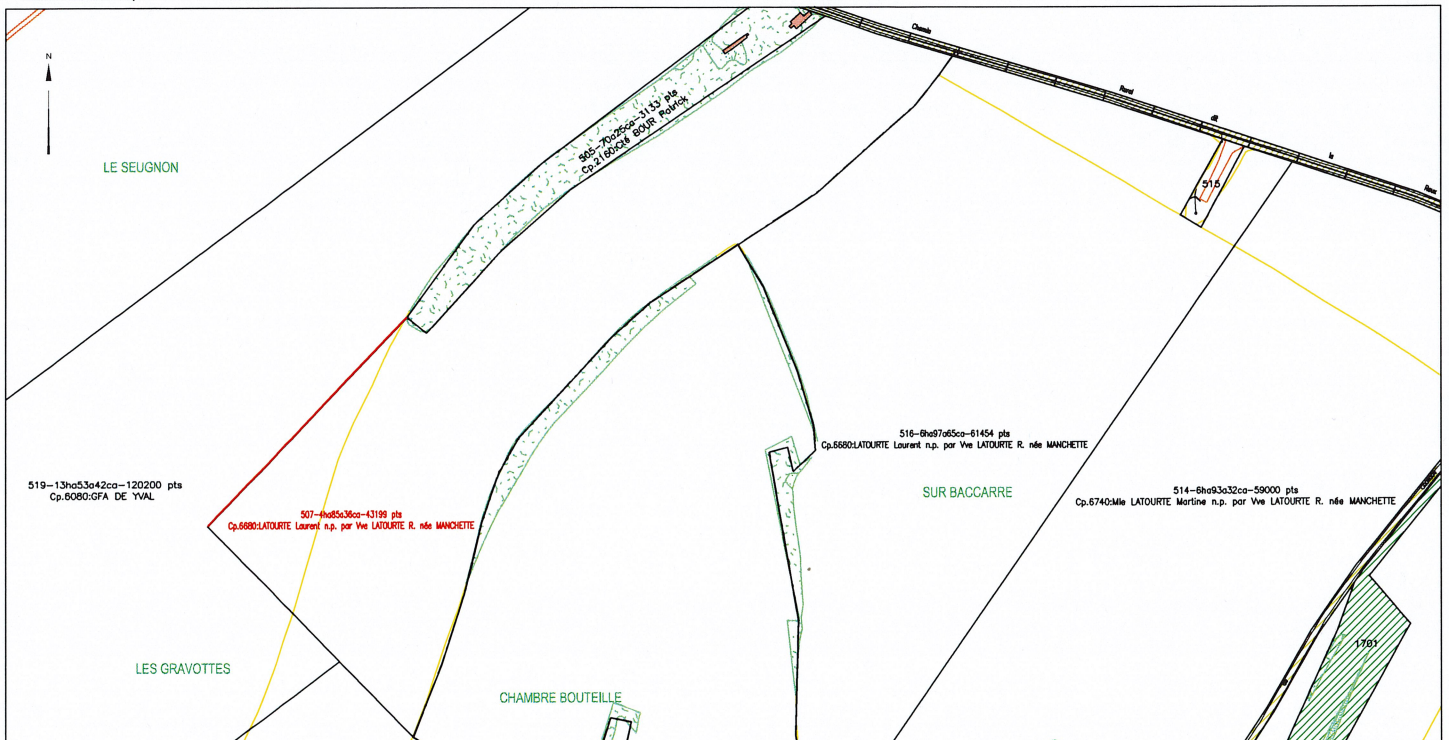 N
Chemin
Rural
dit
la
LE SEUGNON
505-70a26ca-3133 pts
Cp.2160:Cté BOUR Patrick
515
519-13ha53a42ca-120200 pts
Cp.6080:GFA DE YVAL
507-4ha85a36ca-43199 pts
Cp.6680:LATOURTE Laurent n.p. par Vve LATOURTE R. née MANCHETTE
516-6ha97a65ca-61454 pts
Cp.6680:LATOURTE Laurent n.p. par Vve LATOURTE R. née MANCHETTE
SUR BACCARRE
514-6ha93a32ca-59000 pts
Cp.6740:Mle LATOURTE Martine n.p. par Vve LATOURTE R. née MANCHETTE
1701
LES GRAVOTTES
CHAMBRE BOUTEILLE